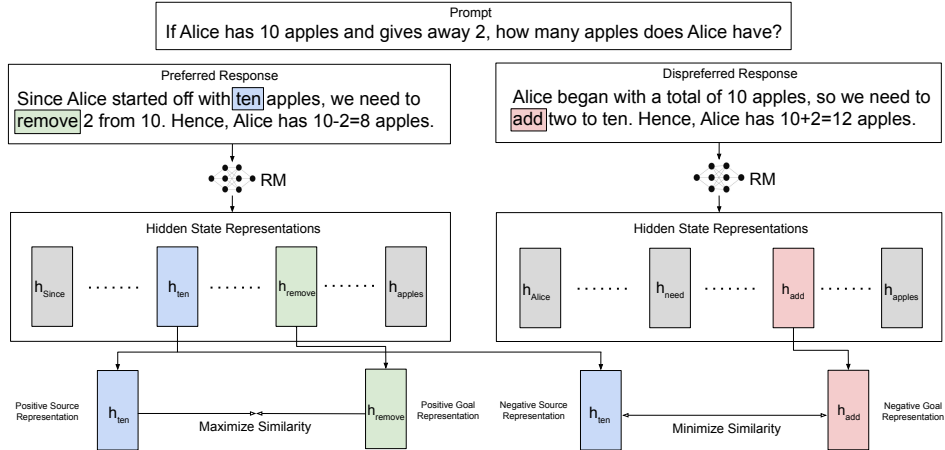 Prompt
If Alice has 10 apples and gives away 2, how many apples does Alice have?
Preferred Response
Since Alice started off with ten apples, we need to
remove 2 from 10. Hence, Alice has 10-2=8 apples.
Dispreferred Response
Alice began with a total of 10 apples, so we need to
add two to ten. Hence, Alice has 10+2=12 apples.
RM
RM
Hidden State Representations
h_Since ........ h_ten ........ h_remove ........ h_apples
Hidden State Representations
h_Alice ........ h_need ........ h_add ........ h_apples
Positive Source
Representation
h_ten
Maximize Similarity
h_remove
Positive Goal
Representation
Negative Source
Representation
h_ten
Minimize Similarity
h_add
Negative Goal
Representation